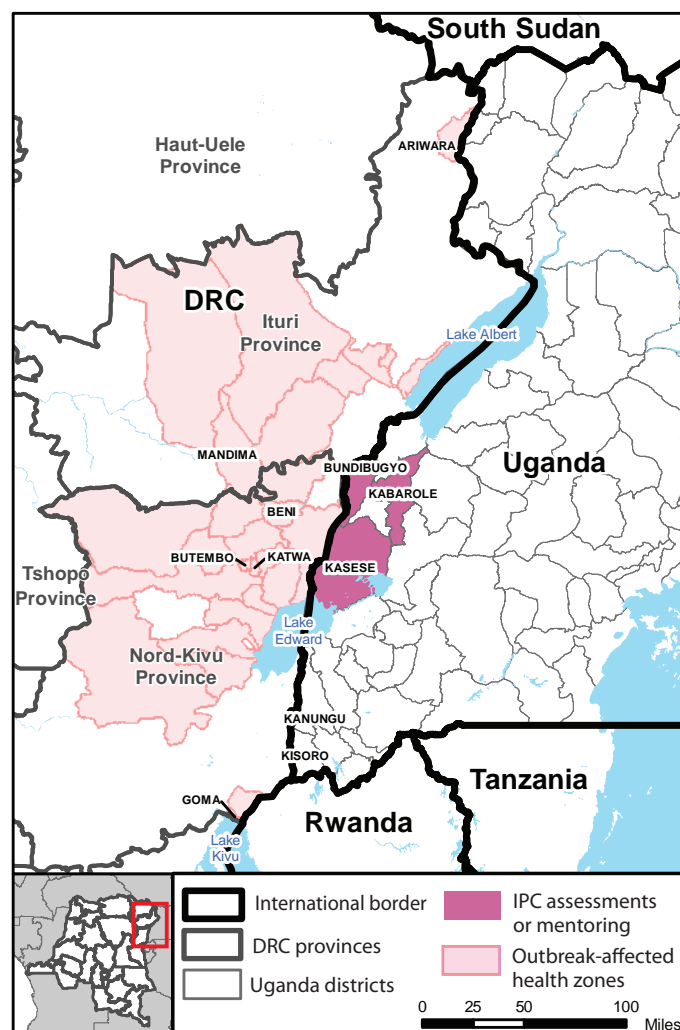 South Sudan
Haut-Uele
Province
ARIWARA
DRC
Ituri
Province
Lake Albert
MANDIMA
BUNDIBUGYO
Uganda
KABAROLE
BENI
BUTEMBO
KATWA
KASESE
Tshopo
Province
Lake
Edward
Nord-Kivu
Province
KANUNGU
KISORO
Tanzania
GOMA
Rwanda
Lake
Kivu
International border
DRC provinces
Uganda districts
IPC assessments
or mentoring
Outbreak-affected
health zones
0 25 50 100
Miles